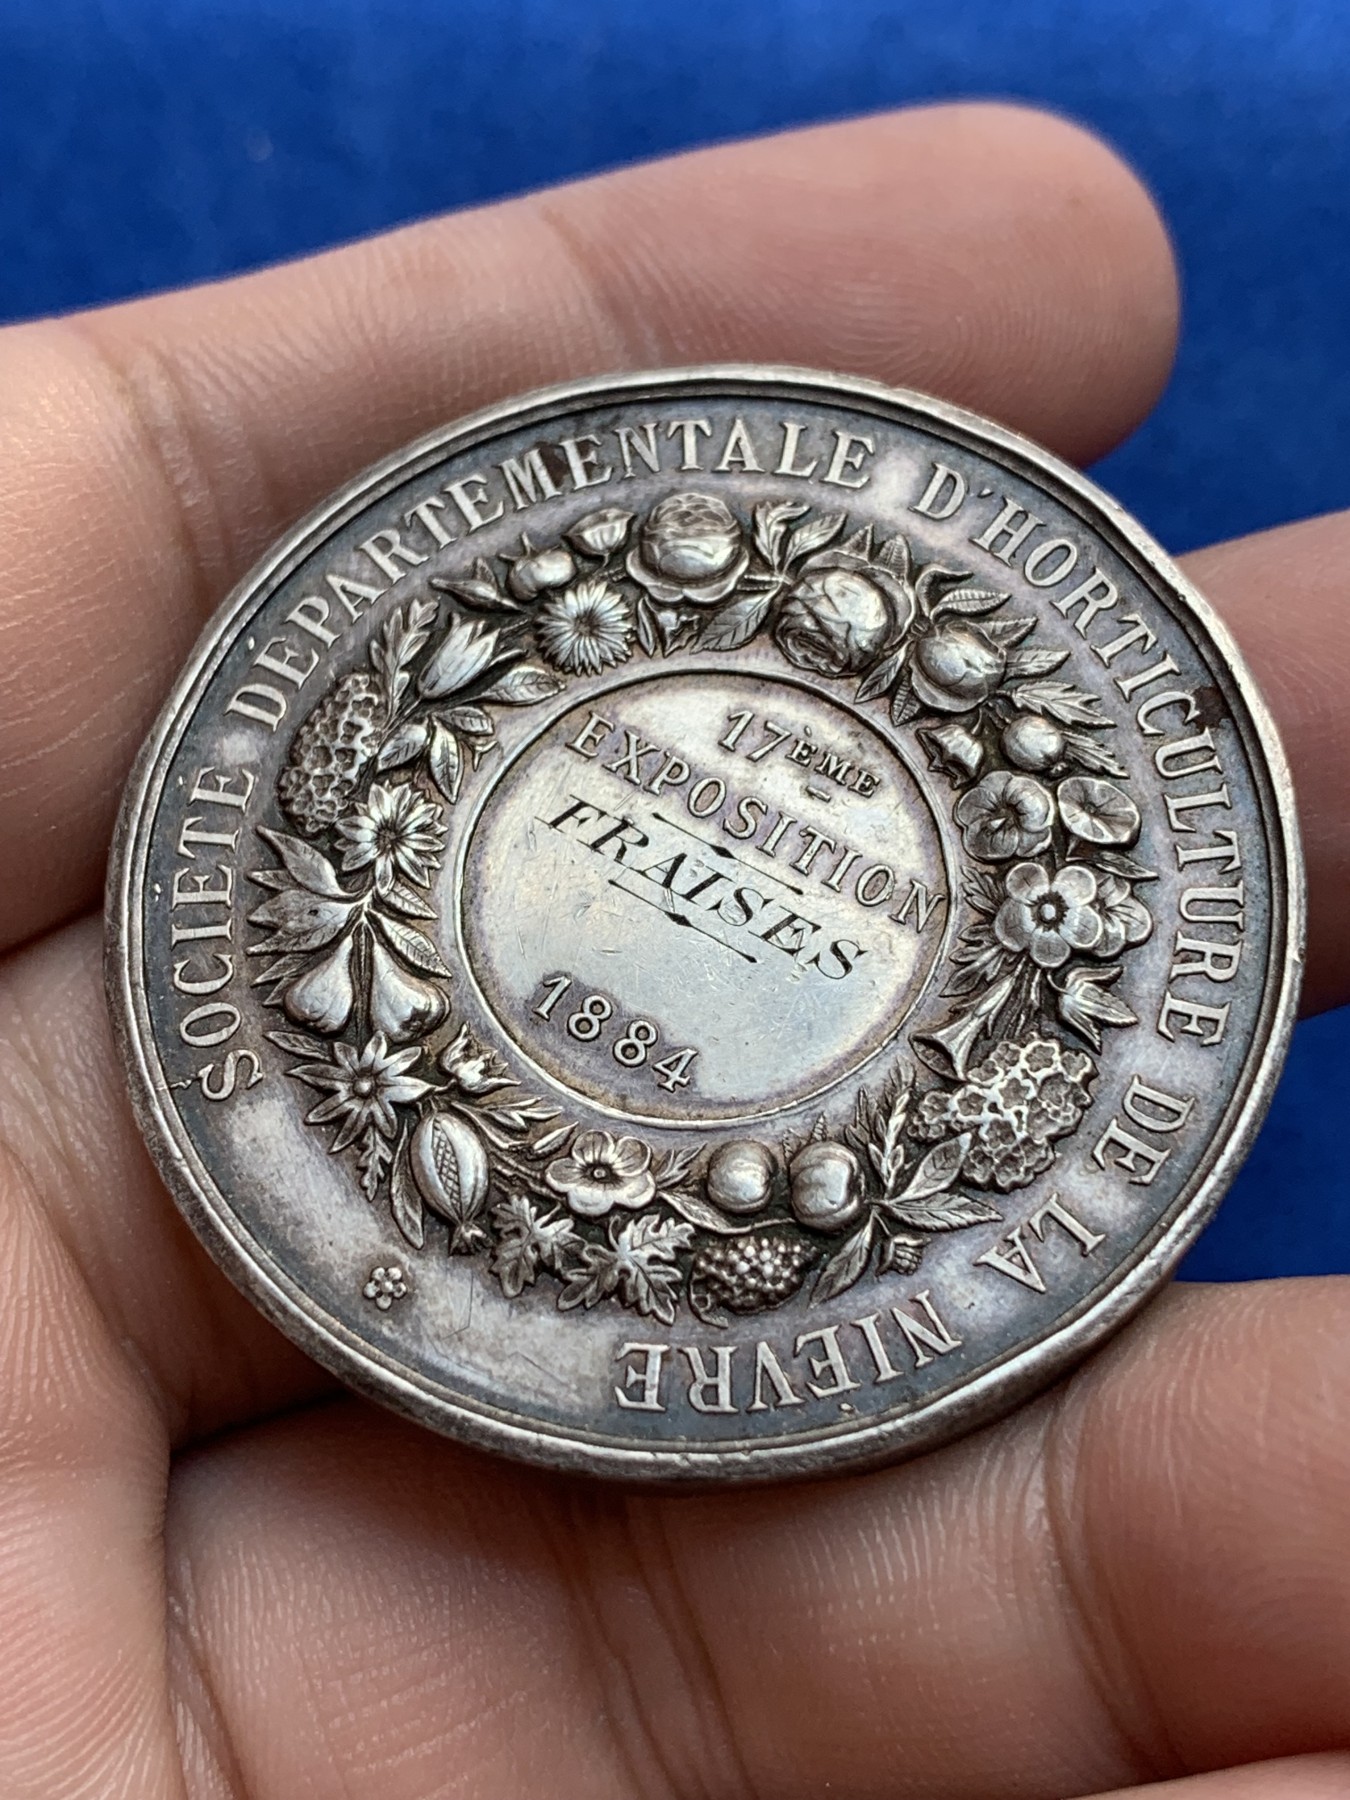 SOCIÉTÉ DÉPARTEMENTALE D'HORTICULTURE DE LA NIÈVRE
17ÈME
EXPOSITION
FRAISES
1884